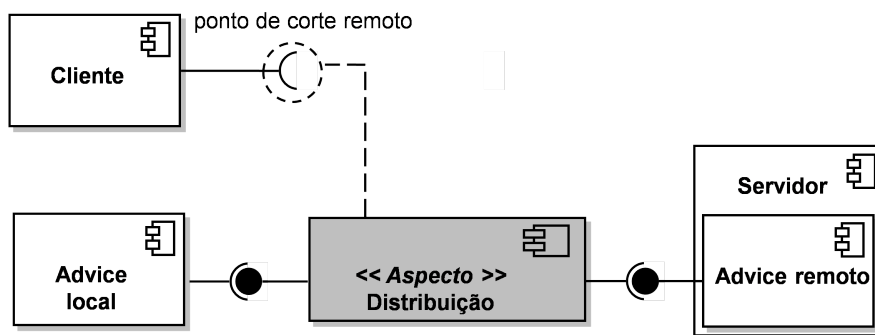 ponto de corte remoto
Cliente
Servidor
Advice
local
<< Aspecto >>
Distribuição
Advice remoto